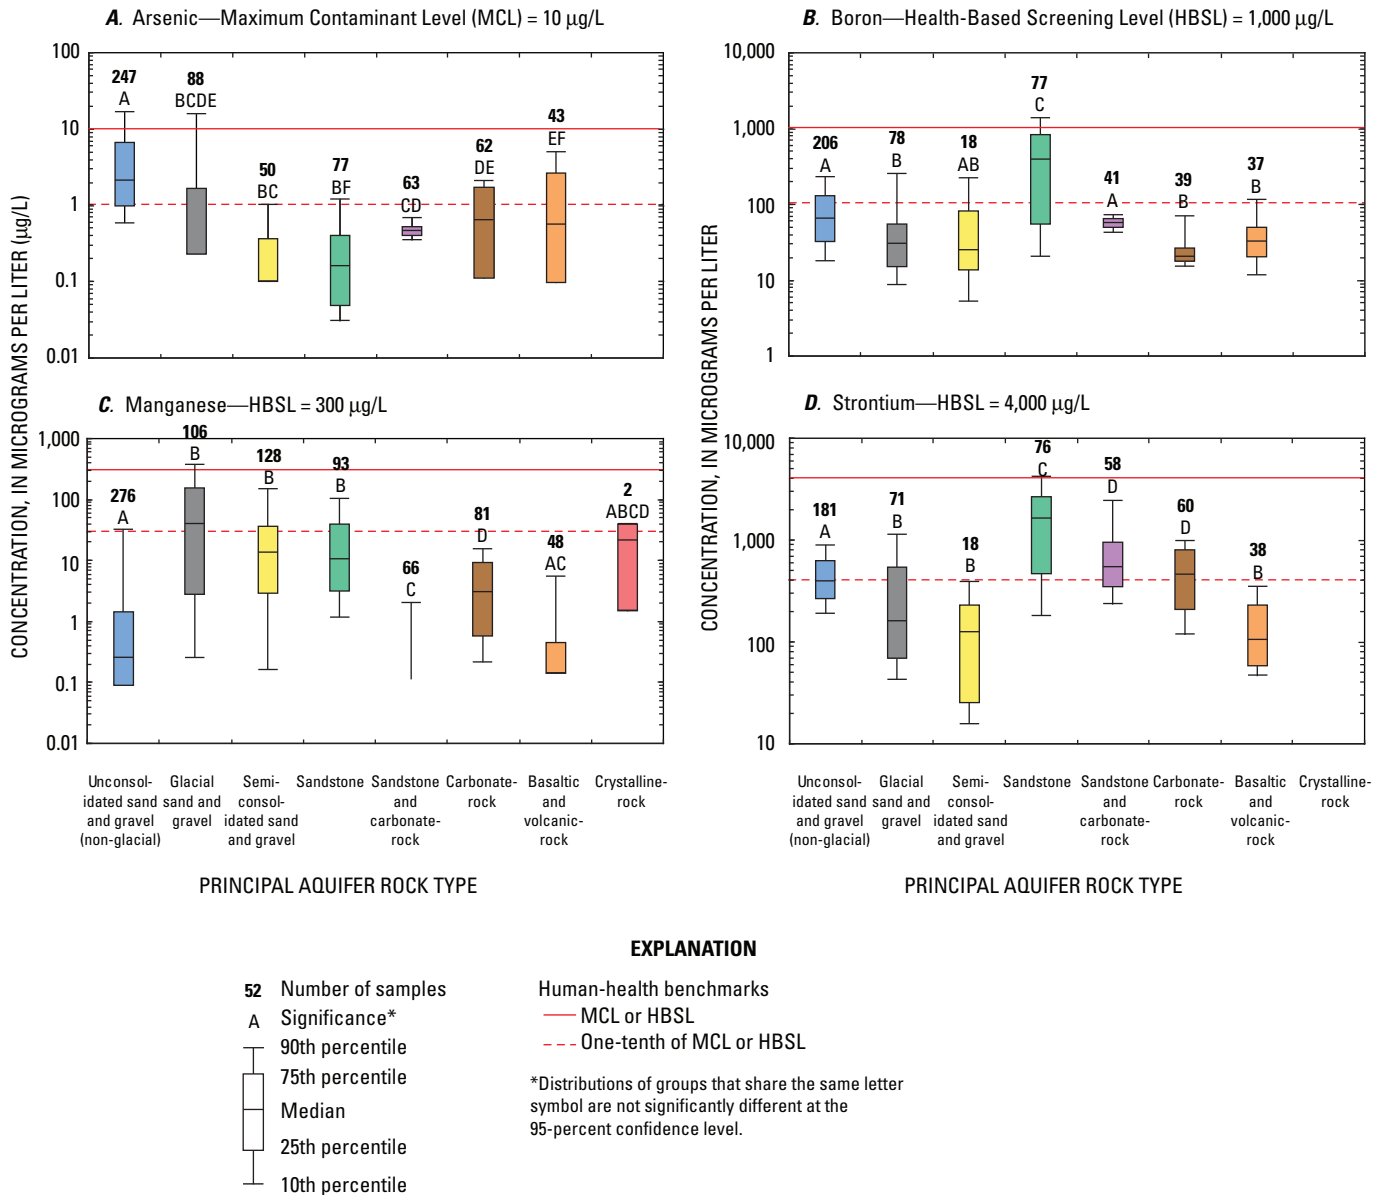 A. Arsenic—Maximum Contaminant Level (MCL) = 10 µg/L
CONCENTRATION, IN MICROGRAMS PER LITER (µg/L)
100
10
1
0.1
0.01
247
A
88
BCDE
50
BC
77
BF
63
CD
62
DE
43
EF
B. Boron—Health-Based Screening Level (HBSL) = 1,000 µg/L
CONCENTRATION, IN MICROGRAMS PER LITER
10,000
1,000
100
10
1
206
A
78
B
18
AB
77
C
41
A
39
B
37
B
C. Manganese—HBSL = 300 µg/L
1,000
100
10
1
0.1
0.01
276
A
106
B
128
B
93
B
66
C
81
D
48
AC
2
ABCD
D. Strontium—HBSL = 4,000 µg/L
10,000
1,000
100
10
181
A
71
B
18
B
76
C
58
D
60
D
38
B
Unconsol-
idated sand
and gravel
(non-glacial)
Glacial
sand and
gravel
Semi-
consol-
idated sand
and gravel
Sandstone
Sandstone
and
carbonate-
rock
Carbonate-
rock
Basaltic
and
volcanic-
rock
Crystalline-
rock
PRINCIPAL AQUIFER ROCK TYPE
Unconsol-
idated sand
and gravel
(non-glacial)
Glacial
sand and
gravel
Semi-
consol-
idated sand
and gravel
Sandstone
Sandstone
and
carbonate-
rock
Carbonate-
rock
Basaltic
and
volcanic-
rock
Crystalline-
rock
PRINCIPAL AQUIFER ROCK TYPE
EXPLANATION
52 Number of samples
A Significance*
90th percentile
75th percentile
Median
25th percentile
10th percentile
Human-health benchmarks
MCL or HBSL
One-tenth of MCL or HBSL
*Distributions of groups that share the same letter
symbol are not significantly different at the
95-percent confidence level.